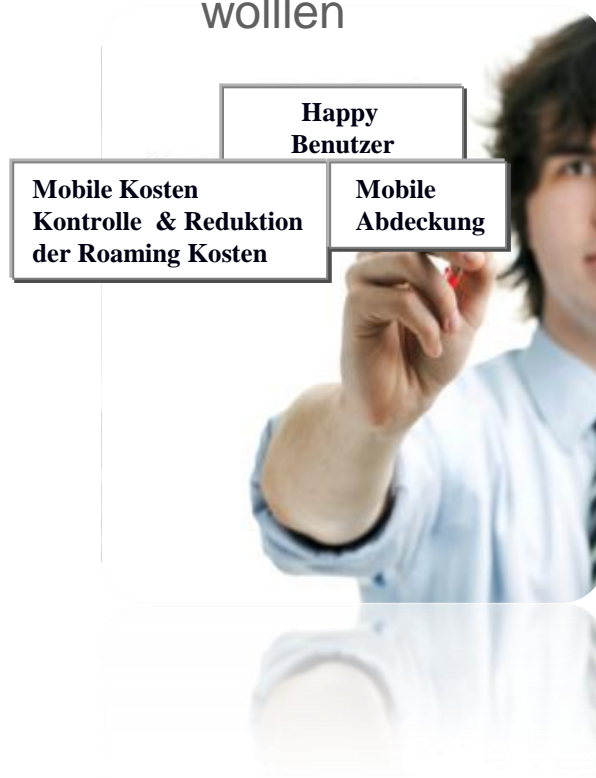 wolllen
Happy
Benutzer
Mobile Kosten
Kontrolle & Reduktion
der Roaming Kosten
Mobile
Abdeckung